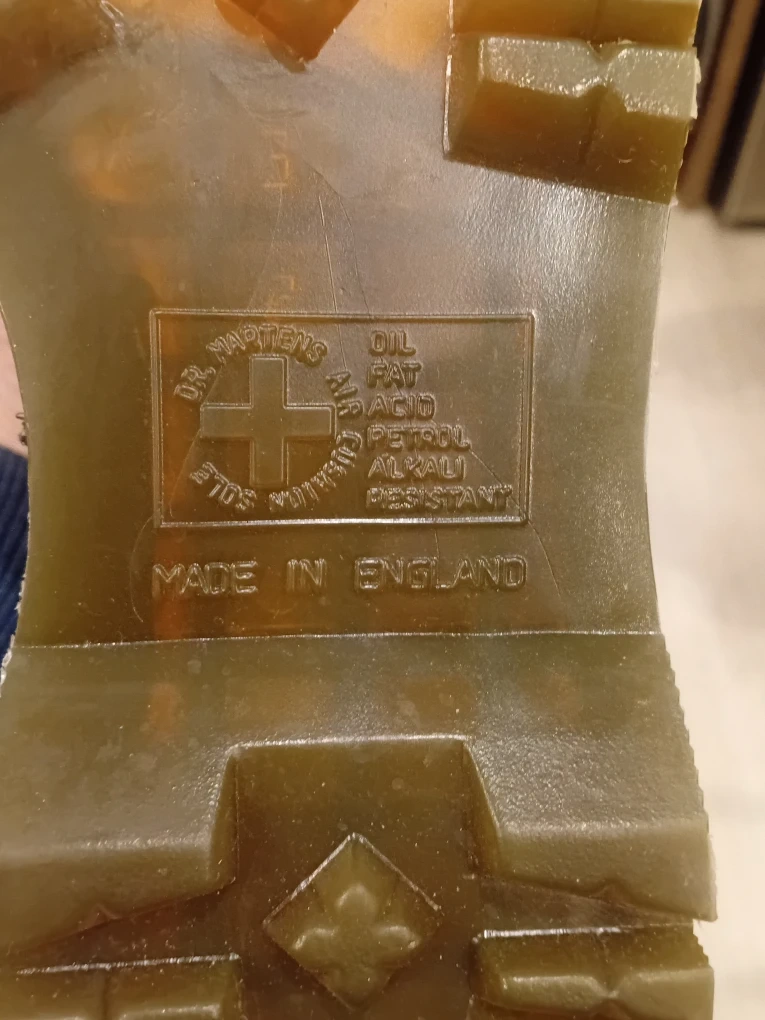 DR. MARTENS AIR CUSHION SOLE
OIL
FAT
ACID
PETROL
ALKALI
RESISTANT
MADE IN ENGLAND